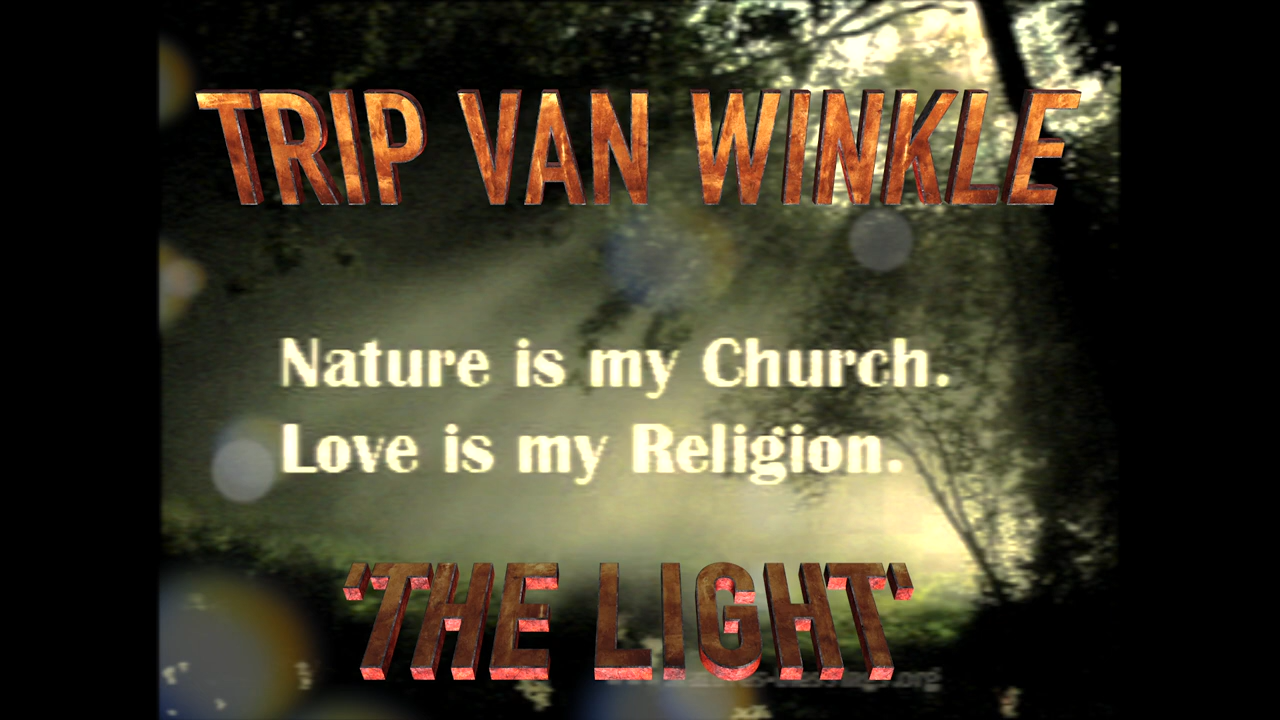 TRIP VAN WINKLE
Nature is my Church.
Love is my Religion.
'THE LIGHT'